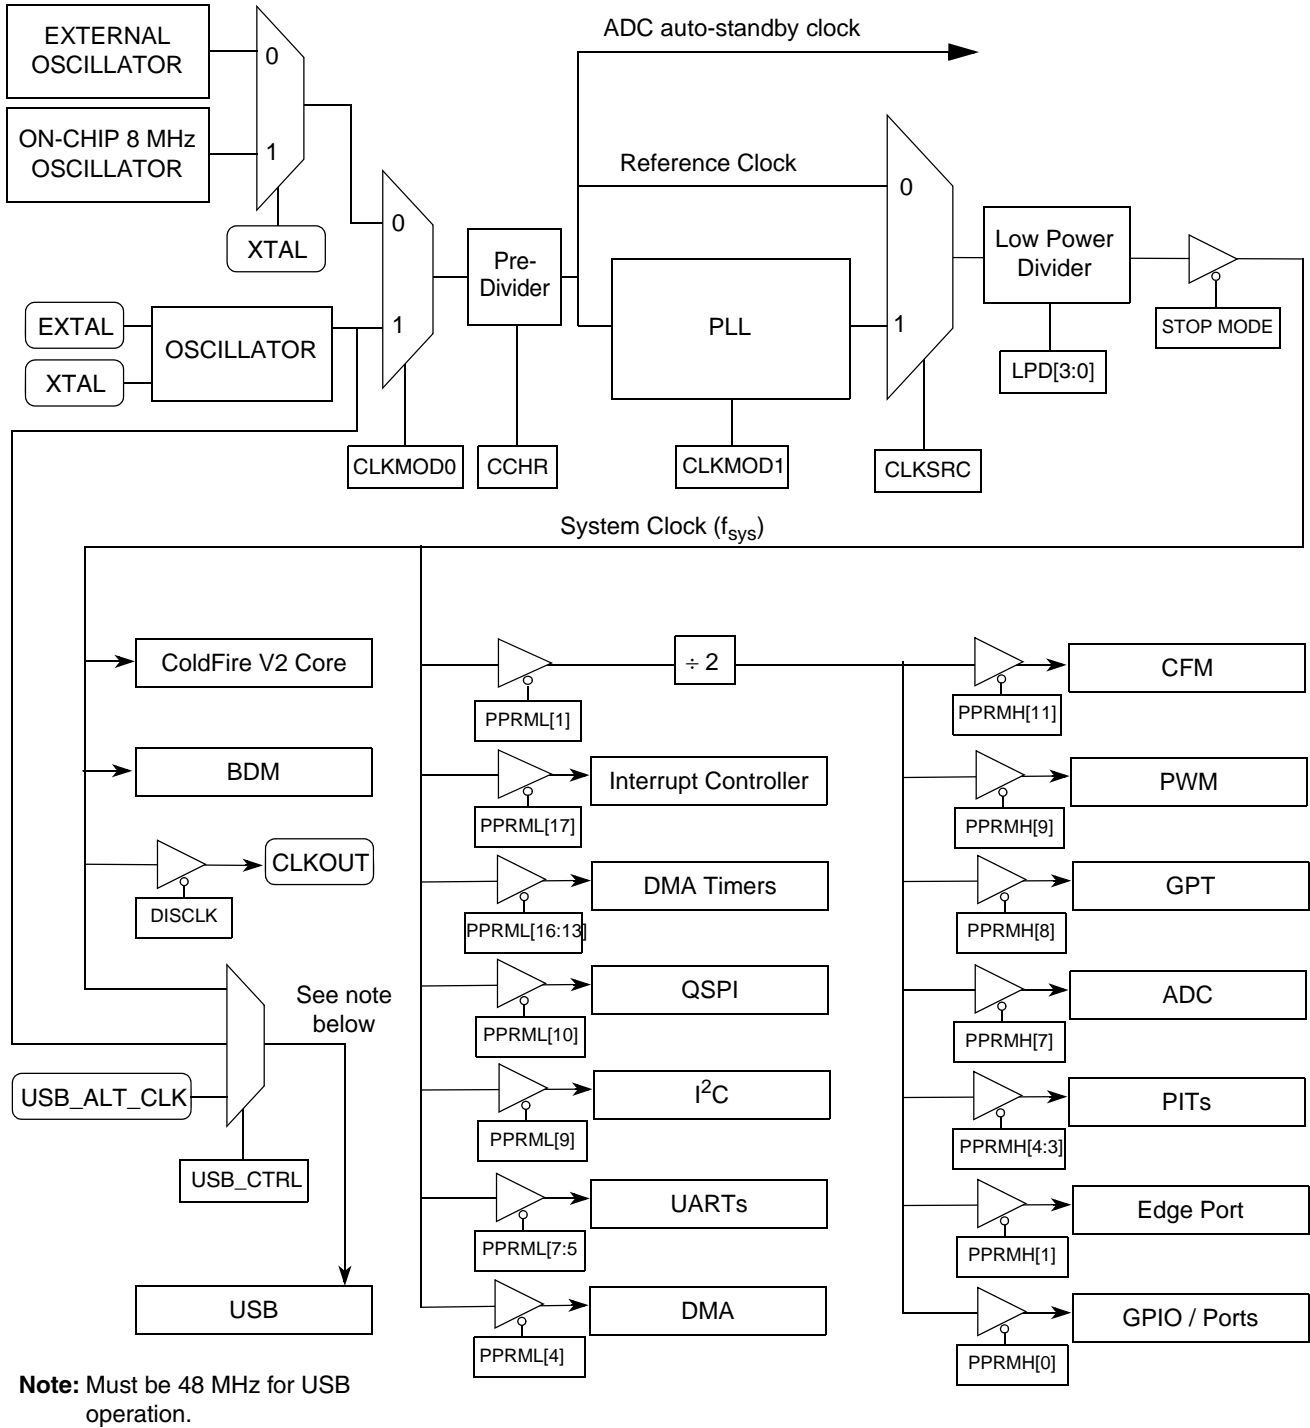 EXTERNAL
OSCILLATOR
0
ADC auto-standby clock
ON-CHIP 8 MHz
OSCILLATOR
1
XTAL
Reference Clock
0
0
Pre-
Divider
Low Power
Divider
EXTAL
XTAL
OSCILLATOR
1
PLL
1
STOP MODE
LPD[3:0]
CLKMOD0
CCHR
CLKMOD1
CLKSRC
System Clock (fsys)
ColdFire V2 Core
÷ 2
CFM
PPRML[1]
PPRMH[11]
BDM
Interrupt Controller
PWM
PPRML[17]
PPRMH[9]
CLKOUT
DISCLK
DMA Timers
GPT
PPRML[16:13]
PPRMH[8]
See note
below
QSPI
ADC
PPRML[10]
PPRMH[7]
USB_ALT_CLK
I²C
PITs
PPRML[9]
PPRMH[4:3]
USB_CTRL
UARTs
Edge Port
PPRML[7:5
PPRMH[1]
USB
DMA
GPIO / Ports
PPRML[4]
PPRMH[0]
Note: Must be 48 MHz for USB
operation.